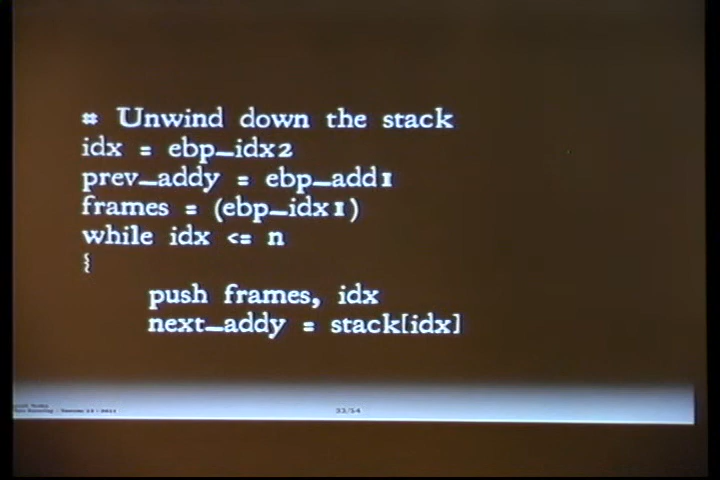 # Unwind down the stack
idx = ebp_idx2
prev_addy = ebp_add1
frames = (ebp_idx1)
while idx <= n
{
push frames, idx
next_addy = stack[idx]